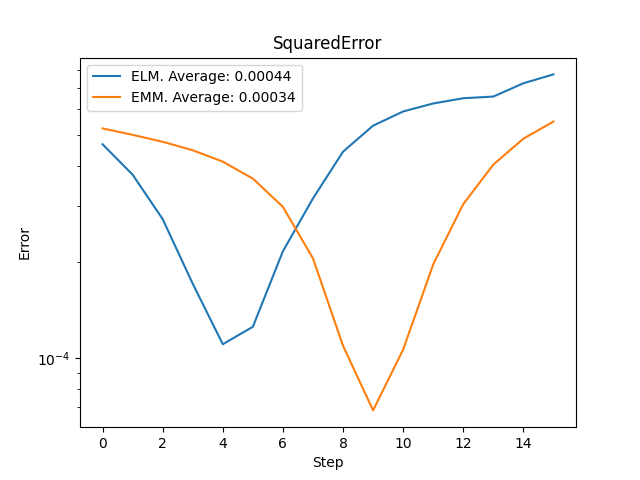 SquaredError
ELM. Average: 0.00044
EMM. Average: 0.00034
Error
10⁻⁴
0 2 4 6 8 10 12 14
Step